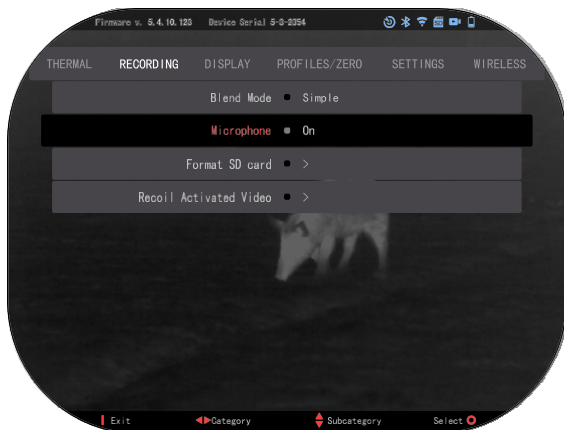 Firmware v. 5.4.10.123 Device Serial 5-3-2354
THERMAL RECORDING DISPLAY PROFILES/ZERO SETTINGS WIRELESS
Blend Mode Simple
Microphone On
Format SD card >
Recoil Activated Video >
Exit Category Subcategory Select